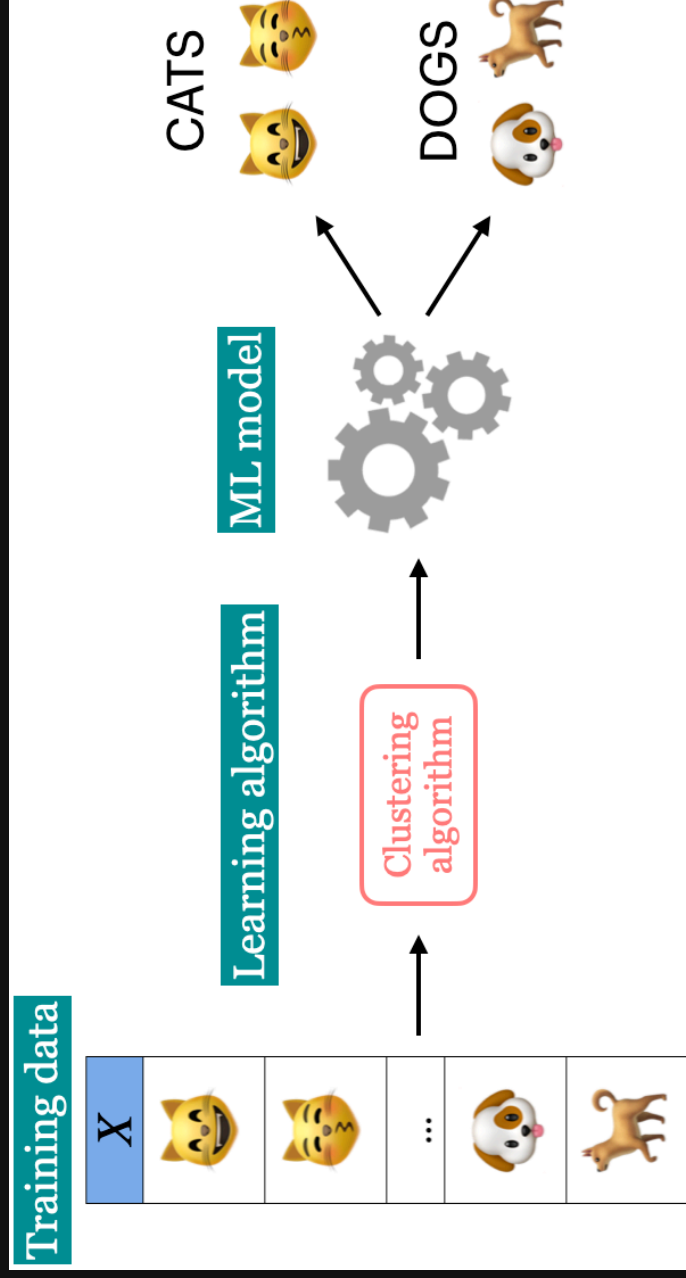 Training data
X
...
Learning algorithm
Clustering
algorithm
ML model
CATS
DOGS